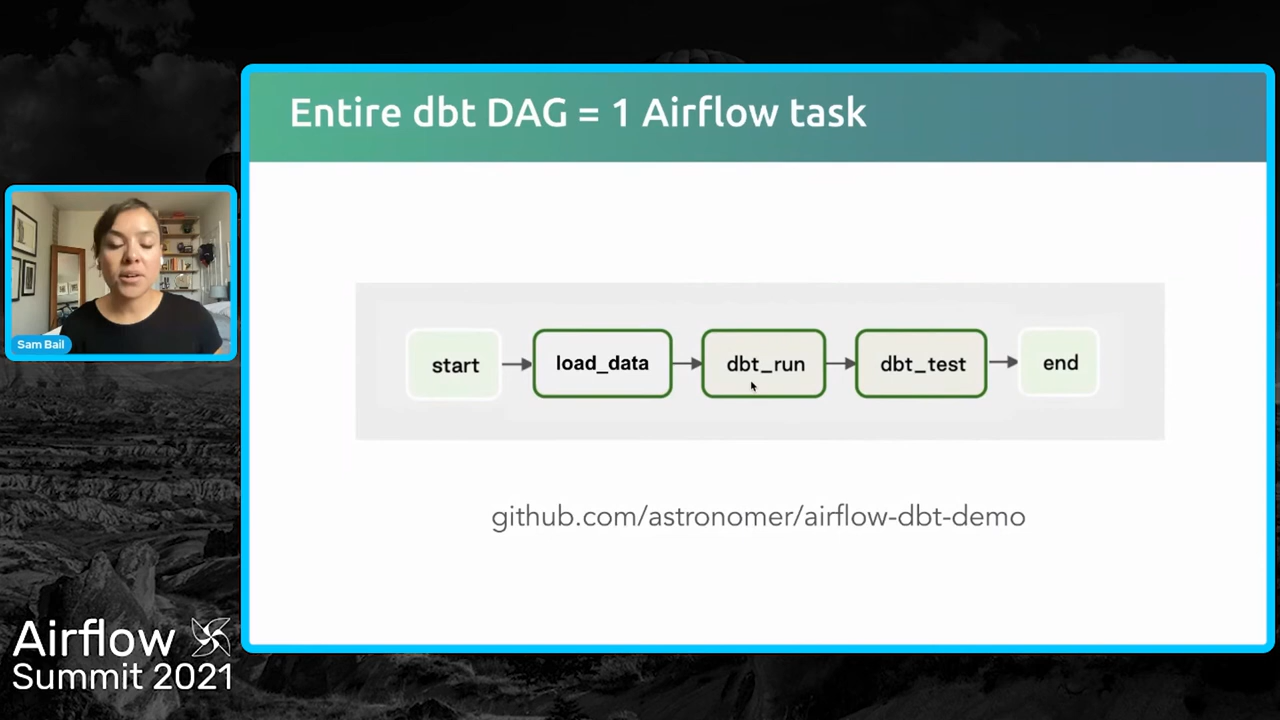 Entire dbt DAG = 1 Airflow task
Sam Bail
start
load_data
dbt_run
dbt_test
end
github.com/astronomer/airflow-dbt-demo
Airflow
Summit 2021